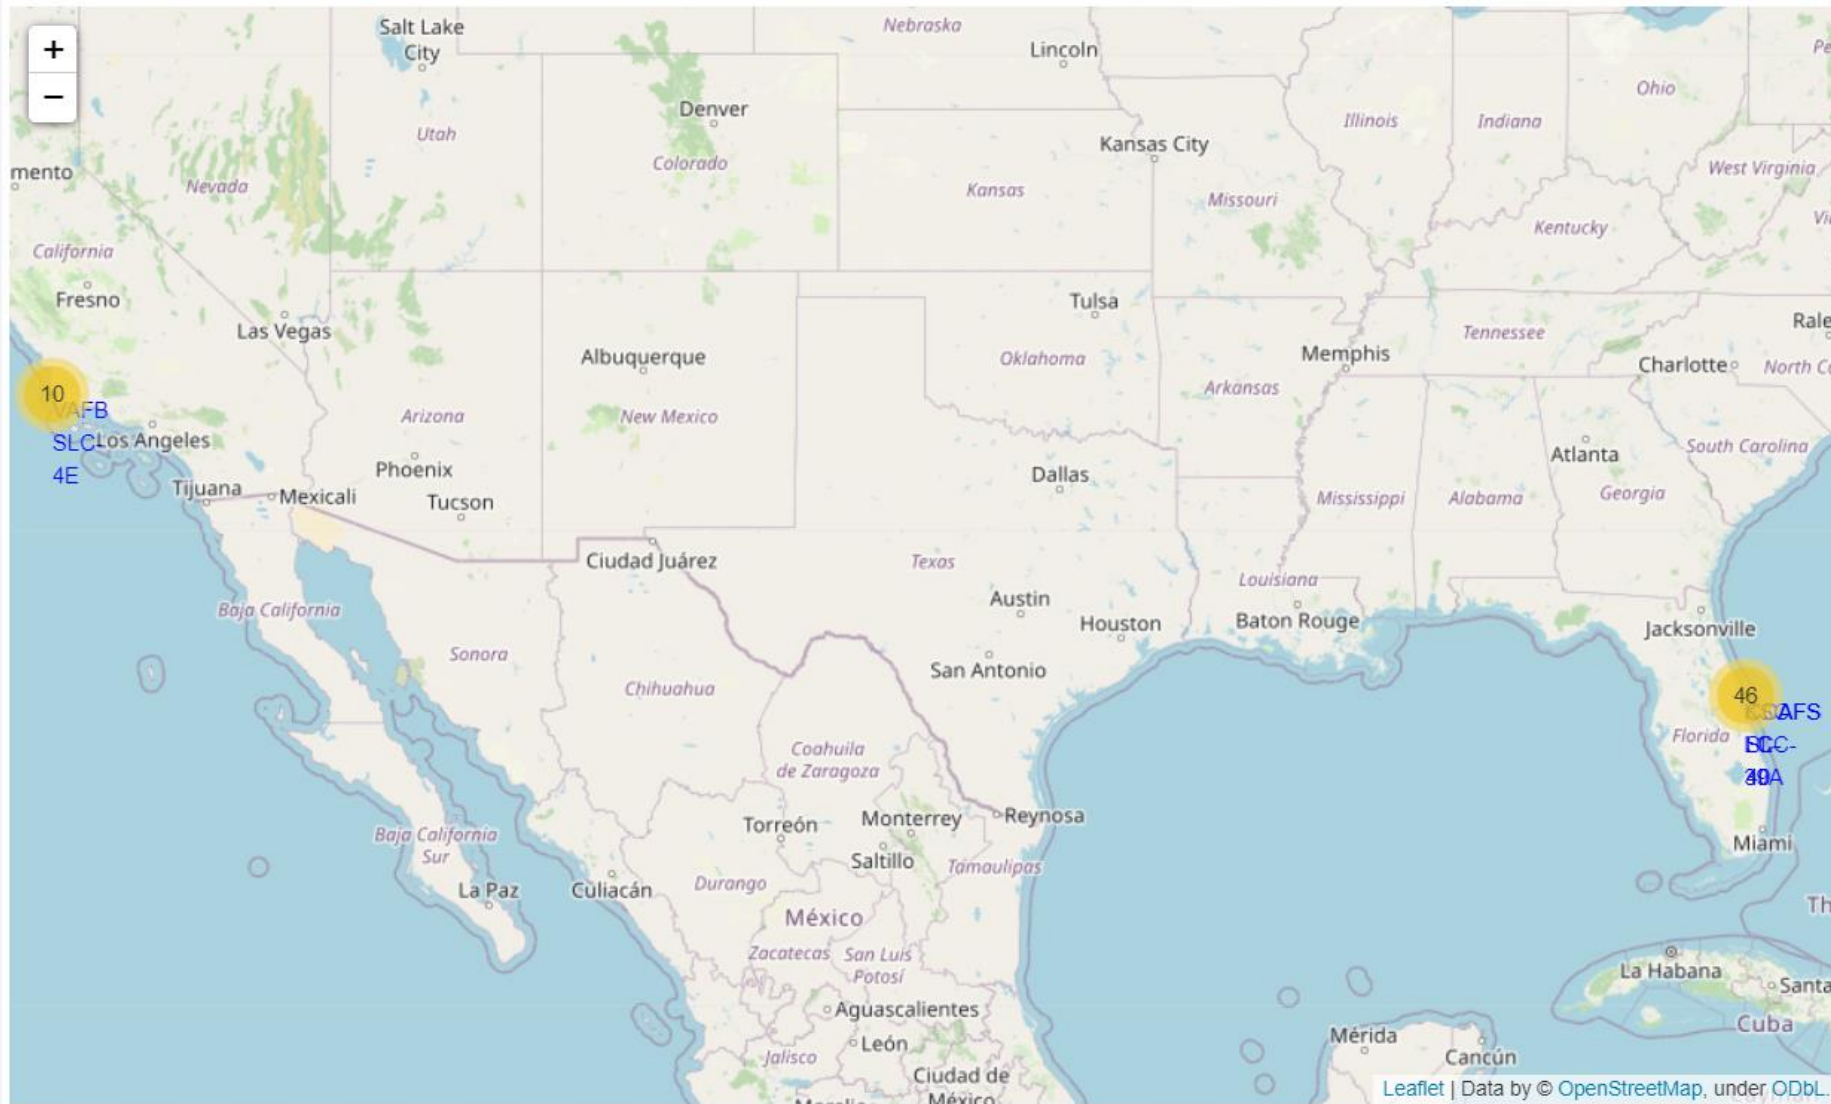 +
−
Salt Lake
City
Nebraska
Lincoln
Denver
Ohio
Utah
Illinois
Indiana
Kansas City
Colorado
mento
Nevada
Kansas
Missouri
West Virginia
Kentucky
California
Fresno
Las Vegas
Tulsa
Rale
Tennessee
Albuquerque
Oklahoma
Memphis
Charlotte
North C
10
VAFB
SLC-
4E
Los Angeles
Arizona
New Mexico
Arkansas
South Carolina
Atlanta
Phoenix
Dallas
Tijuana
Mexicali
Tucson
Mississippi
Alabama
Georgia
Ciudad Juárez
Texas
Louisiana
Austin
Baja California
Houston
Baton Rouge
Jacksonville
Sonora
San Antonio
Chihuahua
46
Florida
Coahuila
de Zaragoza
Torreón
Monterrey
Reynosa
Baja California
Sur
Miami
Saltillo
Tamaulipas
La Paz
Culiacán
Durango
México
Th
Zacatecas
San Luis
Potosí
La Habana
Santa
Aguascalientes
Cuba
León
Mérida
Jalisco
Cancún
Ciudad de
México
Leaflet | Data by © OpenStreetMap, under ODbL.